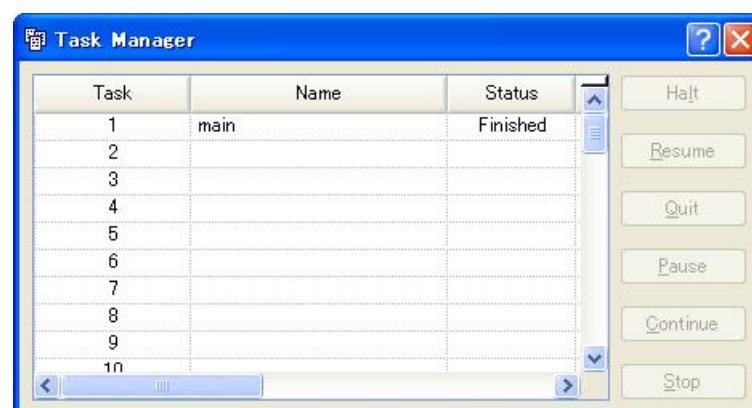 Task Manager
Task Name Status
1 main Finished
2
3
4
5
6
7
8
9
10
Halt
Resume
Quit
Pause
Continue
Stop